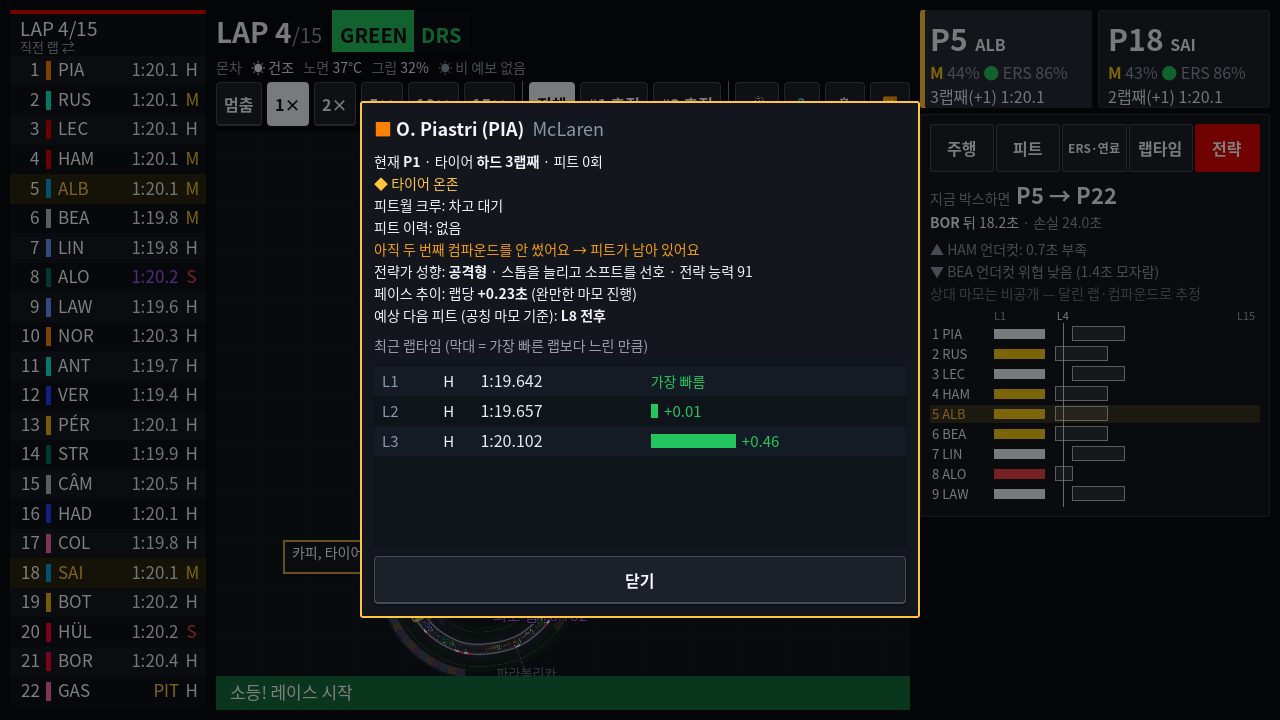 LAP 4/15
직전 랩 ⇄
1 PIA 1:20.1 H
2 RUS 1:20.1 M
3 LEC 1:20.1 H
4 HAM 1:20.1 M
5 ALB 1:20.1 M
6 BEA 1:19.8 M
7 LIN 1:19.8 H
8 ALO 1:20.2 S
9 LAW 1:19.6 H
10 NOR 1:20.3 H
11 ANT 1:19.7 H
12 VER 1:19.4 H
13 PÉR 1:20.1 H
14 STR 1:19.9 H
15 CÂM 1:20.5 H
16 HAD 1:20.1 H
17 COL 1:19.8 H
18 SAI 1:20.1 M
19 BOT 1:20.2 H
20 HÜL 1:20.2 S
21 BOR 1:20.4 H
22 GAS PIT H
LAP 4/15 GREEN DRS
몬차 건조 노면 37°C 그립 32% 비 예보 없음
멈춤 1× 2×
O. Piastri (PIA) McLaren
현재 P1 · 타이어 하드 3랩째 · 피트 0회
◆ 타이어 온존
피트월 크루: 차고 대기
피트 이력: 없음
아직 두 번째 컴파운드를 안 썼어요 → 피트가 남아 있어요
전략가 성향: 공격형 · 스톱을 늘리고 소프트를 선호 · 전략 능력 91
페이스 추이: 랩당 +0.23초 (완만한 마모 진행)
예상 다음 피트 (공칭 마모 기준): L8 전후
최근 랩타임 (막대 = 가장 빠른 랩보다 느린 만큼)
L1 H 1:19.642 가장 빠름
L2 H 1:19.657 +0.01
L3 H 1:20.102 +0.46
닫기
카피, 타이어
파라볼리카
소등! 레이스 시작
P5 ALB
M 44% ERS 86%
3랩째(+1) 1:20.1
P18 SAI
M 43% ERS 86%
2랩째(+1) 1:20.1
주행 피트 ERS·연료 랩타임 전략
지금 박스하면 P5 → P22
BOR 뒤 18.2초 · 손실 24.0초
▲ HAM 언더컷: 0.7초 부족
▼ BEA 언더컷 위협 낮음 (1.4초 모자람)
상대 마모는 비공개 — 달린 랩·컴파운드로 추정
L1 L4 L15
1 PIA
2 RUS
3 LEC
4 HAM
5 ALB
6 BEA
7 LIN
8 ALO
9 LAW